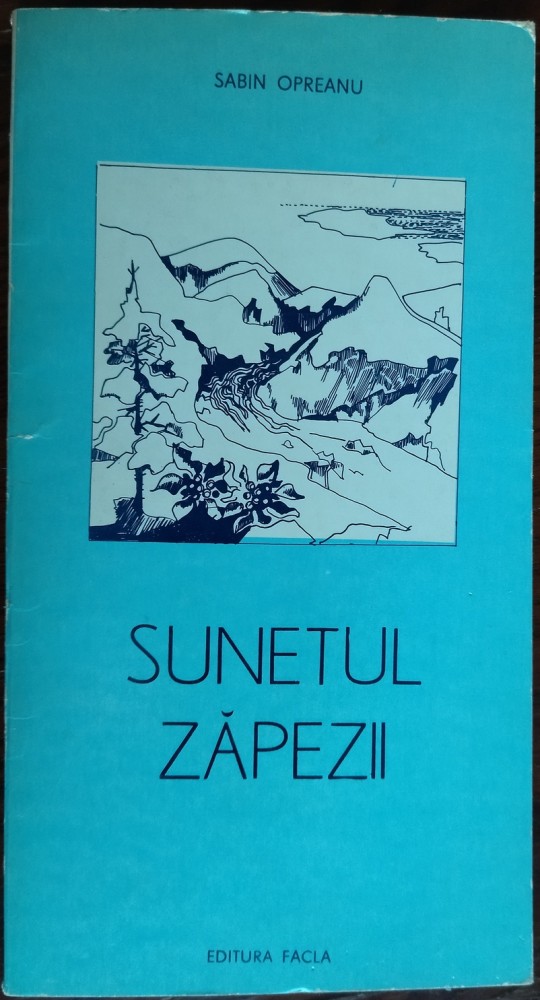 SABIN OPREANU
SUNETUL
ZĂPEZII
EDITURA FACLA